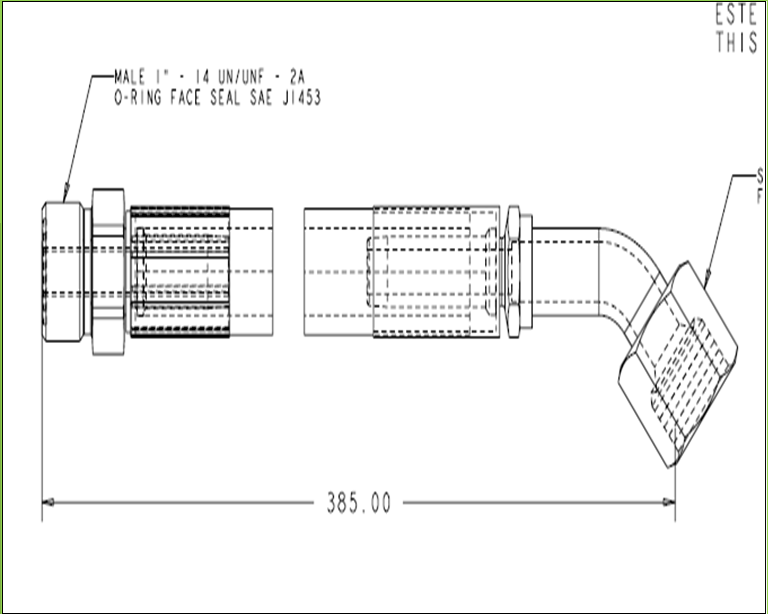 ESTE
THIS
MALE 1" - 14 UN/UNF - 2A
O-RING FACE SEAL SAE J1453
S
F
385.00